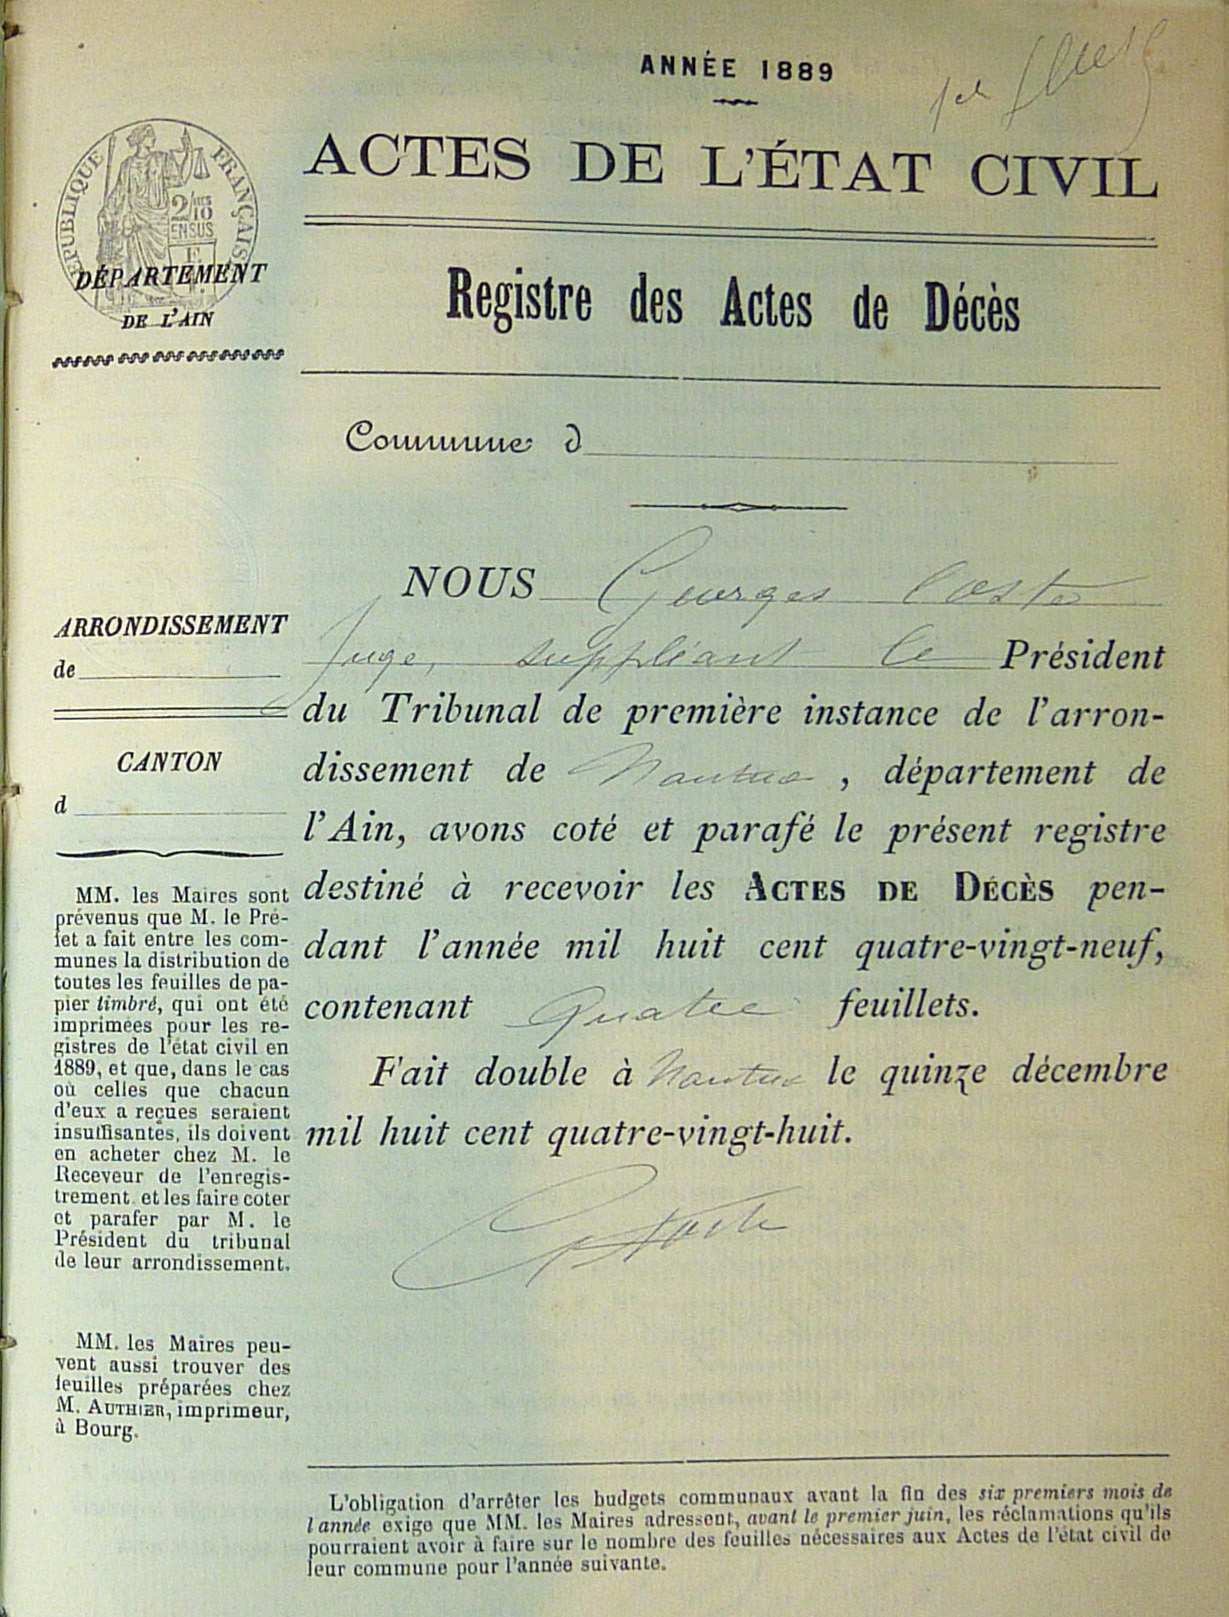 ANNÉE 1889
ACTES DE L'ÉTAT CIVIL
RÉPUBLIQUE FRANÇAISE
2/10
EN SUS
DÉPARTEMENT
DE L'AIN
Registre des Actes de Décès
Commune d
NOUS Georges Coste
Juge, suppléant le Président
du Tribunal de première instance de l'arron-
dissement de Nantua, département de
l'Ain, avons coté et parafé le présent registre
destiné à recevoir les ACTES DE DÉCÈS pen-
dant l'année mil huit cent quatre-vingt-neuf,
contenant Quatre feuillets.
Fait double à Nantua le quinze décembre
mil huit cent quatre-vingt-huit.
Coste
ARRONDISSEMENT
de
CANTON
d
MM. les Maires sont
prévenus que M. le Pré-
fet a fait entre les com-
munes la distribution de
toutes les feuilles de pa-
pier timbré, qui ont été
imprimées pour les re-
gistres de l'état civil en
1889, et que, dans le cas
où celles que chacun
d'eux a reçues seraient
insuffisantes, ils doivent
en acheter chez M. le
Receveur de l'enregis-
trement et les faire coter
et parafer par M. le
Président du tribunal
de leur arrondissement.
MM. les Maires peu-
vent aussi trouver des
feuilles préparées chez
M. AUTHIER, imprimeur,
à Bourg.
L'obligation d'arrêter les budgets communaux avant la fin des six premiers mois de
l'année exige que MM. les Maires adressent, avant le premier juin, les réclamations qu'ils
pourraient avoir à faire sur le nombre des feuilles nécessaires aux Actes de l'état civil de
leur commune pour l'année suivante.